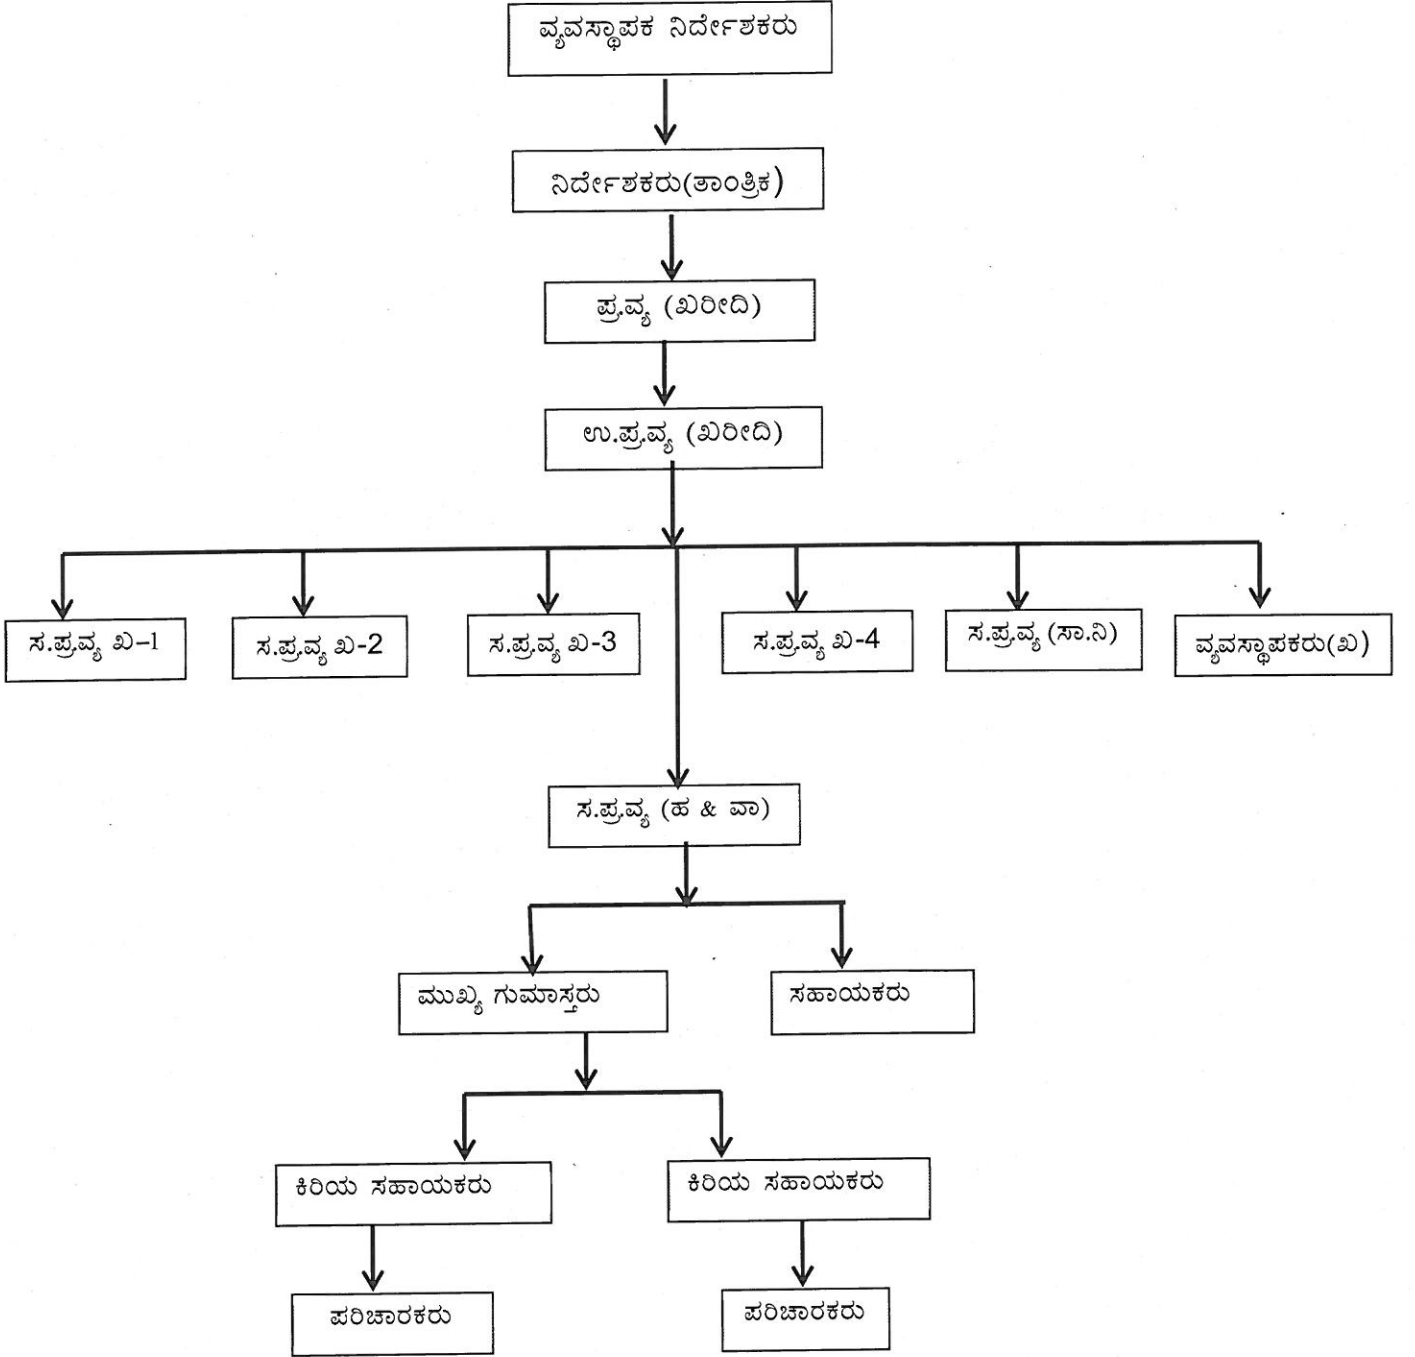 ವ್ಯವಸ್ಥಾಪಕ ನಿರ್ದೇಶಕರು
ನಿರ್ದೇಶಕರು(ತಾಂತ್ರಿಕ)
ಪ್ರ.ವ್ಯ (ಖರೀದಿ)
ಉ.ಪ್ರ.ವ್ಯ (ಖರೀದಿ)
ಸ.ಪ್ರ.ವ್ಯ ಖ-1
ಸ.ಪ್ರ.ವ್ಯ ಖ-2
ಸ.ಪ್ರ.ವ್ಯ ಖ-3
ಸ.ಪ್ರ.ವ್ಯ ಖ-4
ಸ.ಪ್ರ.ವ್ಯ (ಸಾ.ನಿ)
ವ್ಯವಸ್ಥಾಪಕರು(ಖ)
ಸ.ಪ್ರ.ವ್ಯ (ಹ & ವಾ)
ಮುಖ್ಯ ಗುಮಾಸ್ತರು
ಸಹಾಯಕರು
ಕಿರಿಯ ಸಹಾಯಕರು
ಕಿರಿಯ ಸಹಾಯಕರು
ಪರಿಚಾರಕರು
ಪರಿಚಾರಕರು